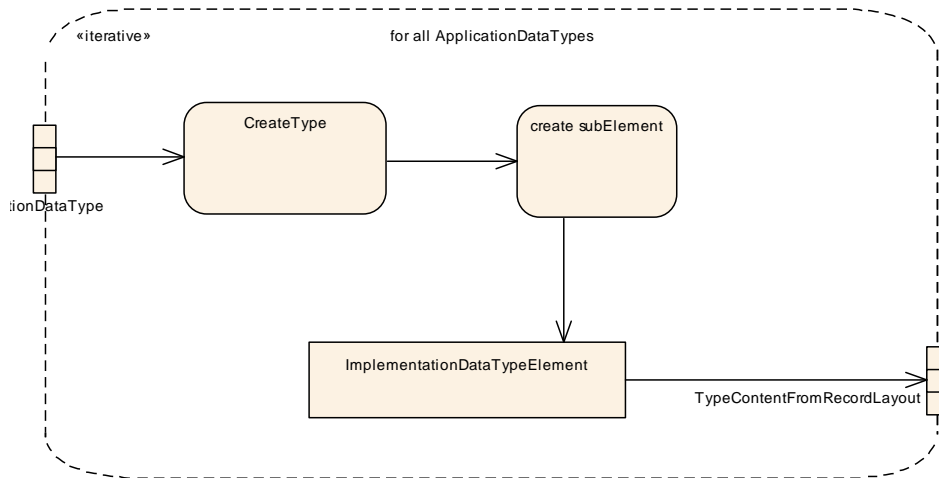 «iterative»
for all ApplicationDataTypes
CreateType
create subElement
tionDataType
ImplementationDataTypeElement
TypeContentFromRecordLayout